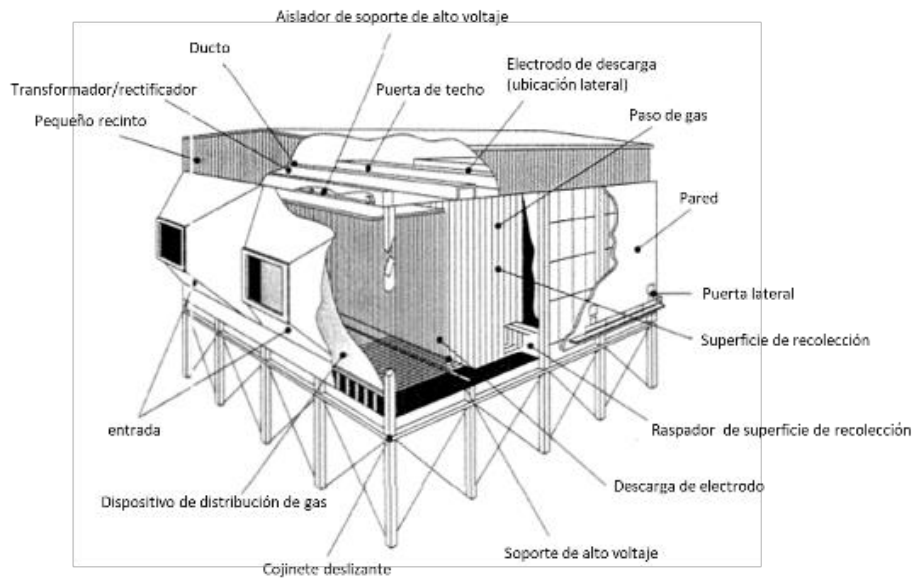 Aislador de soporte de alto voltaje
Ducto
Electrodo de descarga
(ubicación lateral)
Transformador/rectificador
Puerta de techo
Pequeño recinto
Paso de gas
Pared
Puerta lateral
Superficie de recolección
entrada
Raspador de superficie de recolección
Descarga de electrodo
Dispositivo de distribución de gas
Soporte de alto voltaje
Cojinete deslizante